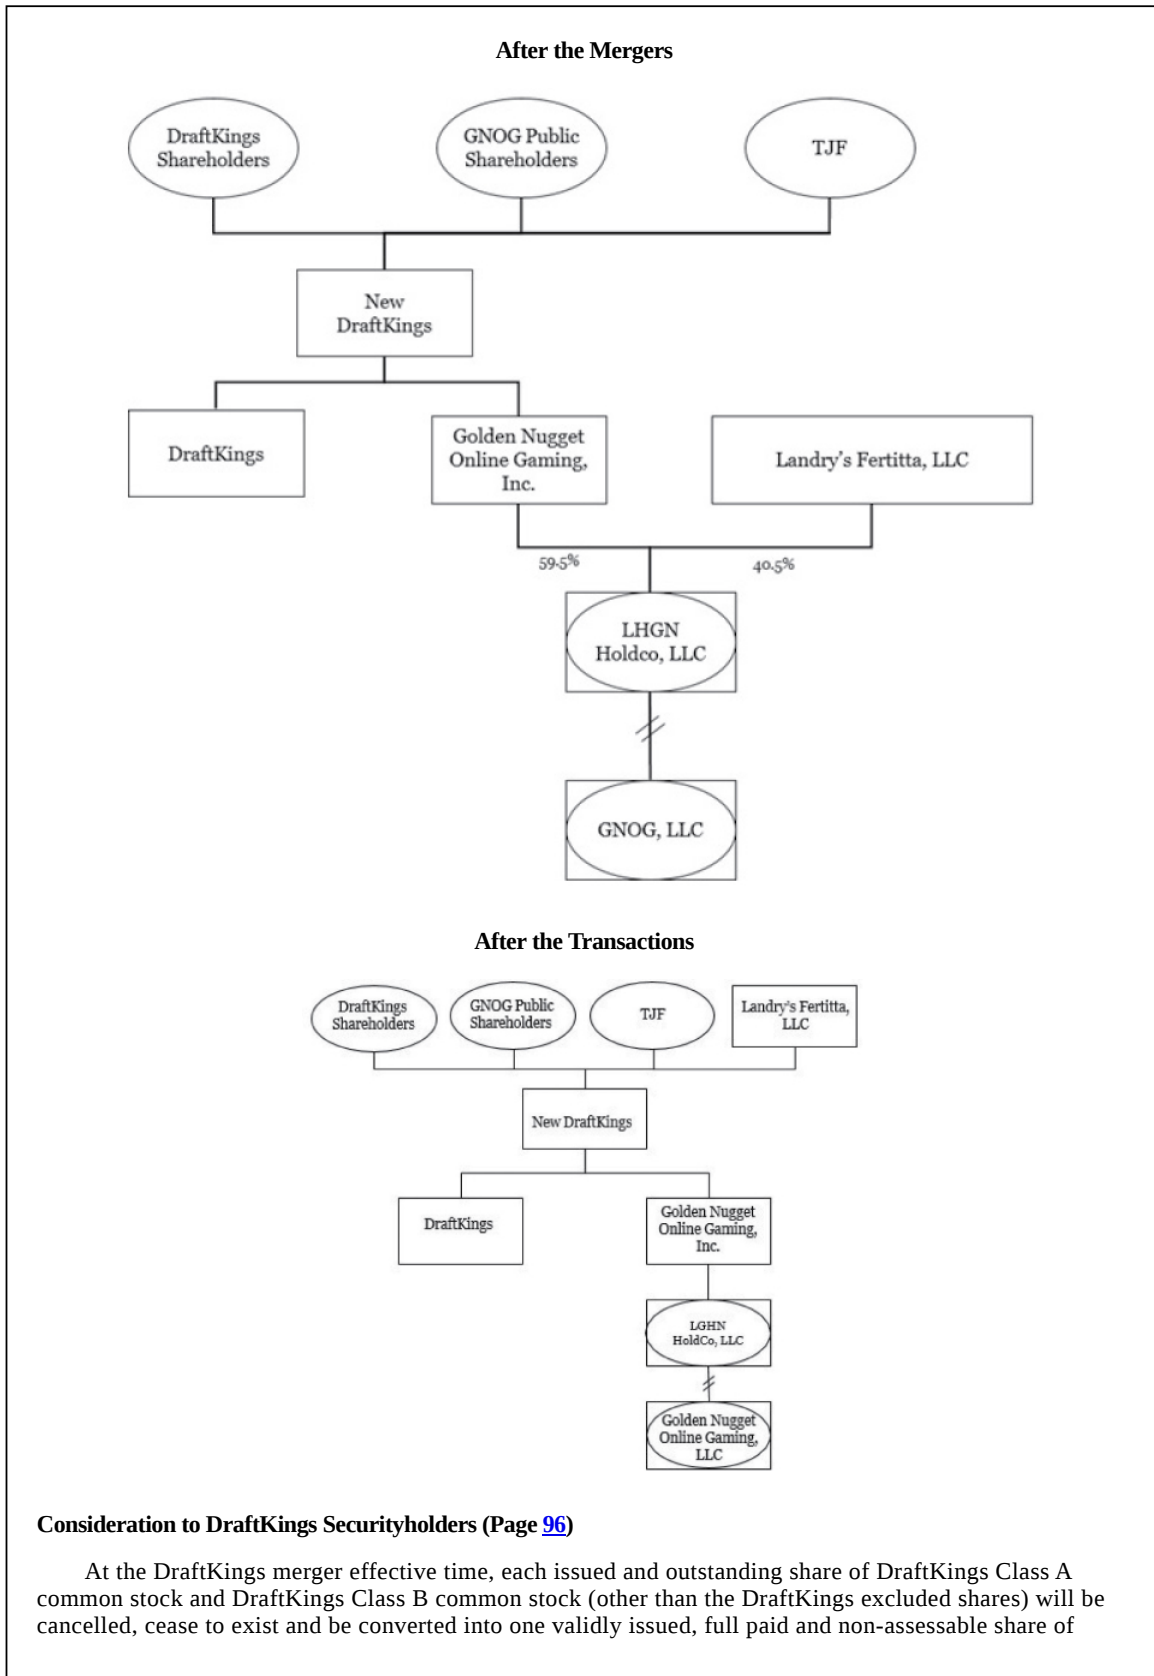 After the Mergers
DraftKings
Shareholders
GNOG Public
Shareholders
TJF
New
DraftKings
DraftKings
Golden Nugget
Online Gaming,
Inc.
Landry's Fertitta, LLC
59.5%
40.5%
LHGN
Holdco, LLC
GNOG, LLC
After the Transactions
DraftKings
Shareholders
GNOG Public
Shareholders
TJF
Landry's Fertitta,
LLC
New DraftKings
DraftKings
Golden Nugget
Online Gaming,
Inc.
LGHN
HoldCo, LLC
Golden Nugget
Online Gaming,
LLC
Consideration to DraftKings Securityholders (Page 96)
At the DraftKings merger effective time, each issued and outstanding share of DraftKings Class A
common stock and DraftKings Class B common stock (other than the DraftKings excluded shares) will be
cancelled, cease to exist and be converted into one validly issued, full paid and non-assessable share of